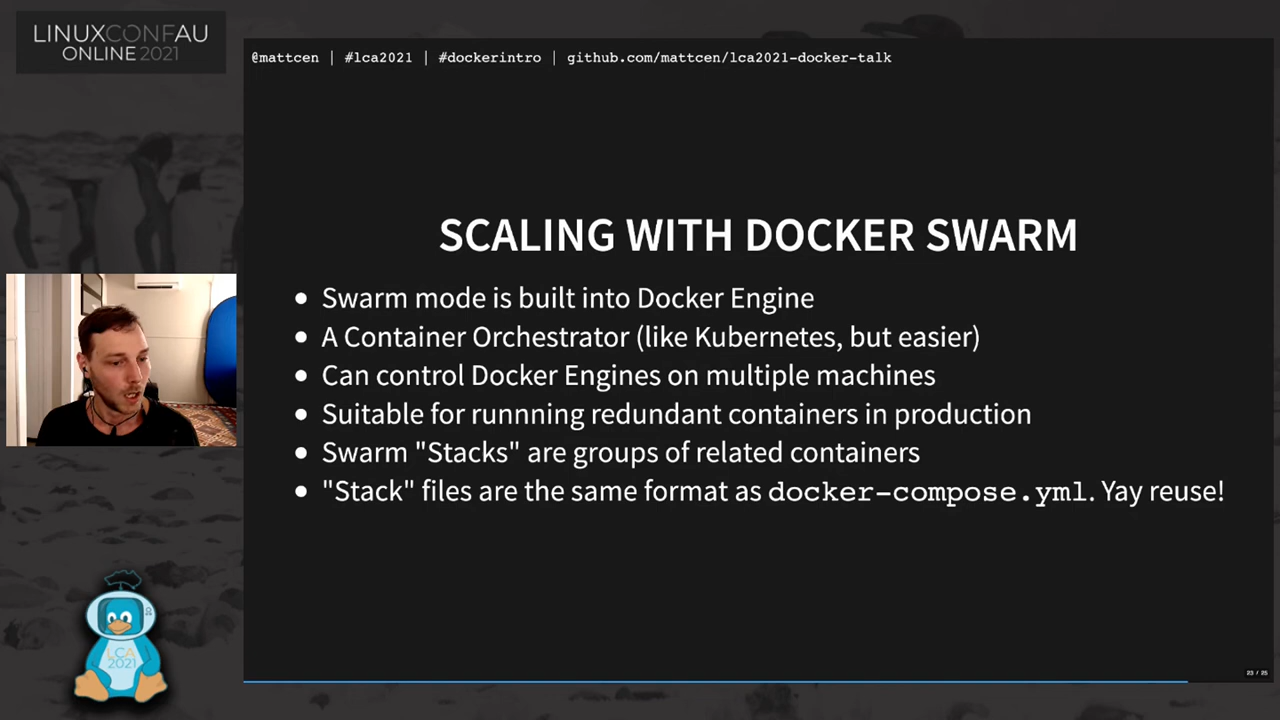 LINUXCONFAU
ONLINE 2021
@mattcen | #lca2021 | #dockerintro | github.com/mattcen/lca2021-docker-talk
SCALING WITH DOCKER SWARM
• Swarm mode is built into Docker Engine
• A Container Orchestrator (like Kubernetes, but easier)
• Can control Docker Engines on multiple machines
• Suitable for runnning redundant containers in production
• Swarm "Stacks" are groups of related containers
• "Stack" files are the same format as docker-compose.yml. Yay reuse!
LCA
2021
23 / 25